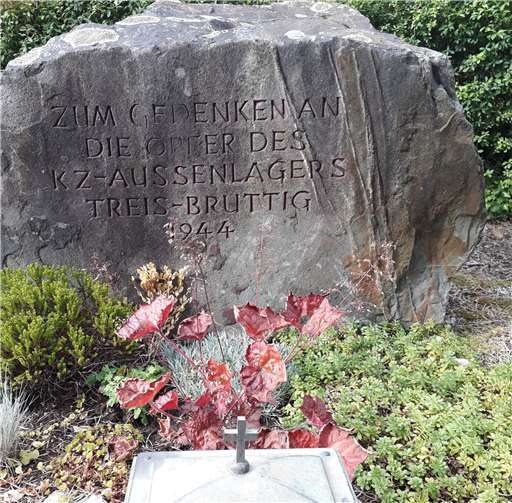 ZUM GEDENKEN AN
DIE OPFER DES
KZ-AUSSENLAGERS
TREIS-BRUTTIG
1944